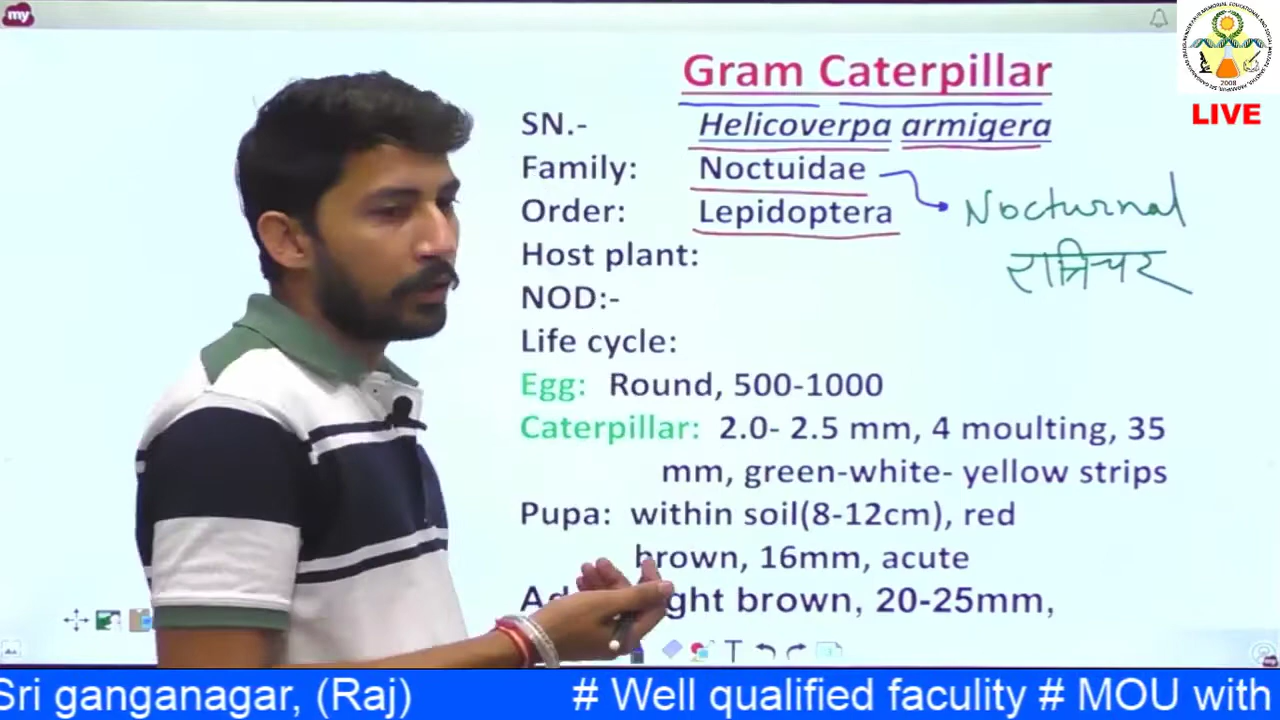 my
Gram Caterpillar
SN.- Helicoverpa armigera
Family: Noctuidae
Nocturnal
रात्रिचर
Order: Lepidoptera
Host plant:
NOD:-
Life cycle:
Egg: Round, 500-1000
Caterpillar: 2.0- 2.5 mm, 4 moulting, 35
mm, green-white- yellow strips
Pupa: within soil(8-12cm), red
brown, 16mm, acute
ght brown, 20-25mm,
T
2008
LIVE
Sri ganganagar, (Raj) # Well qualified faculity # MOU with